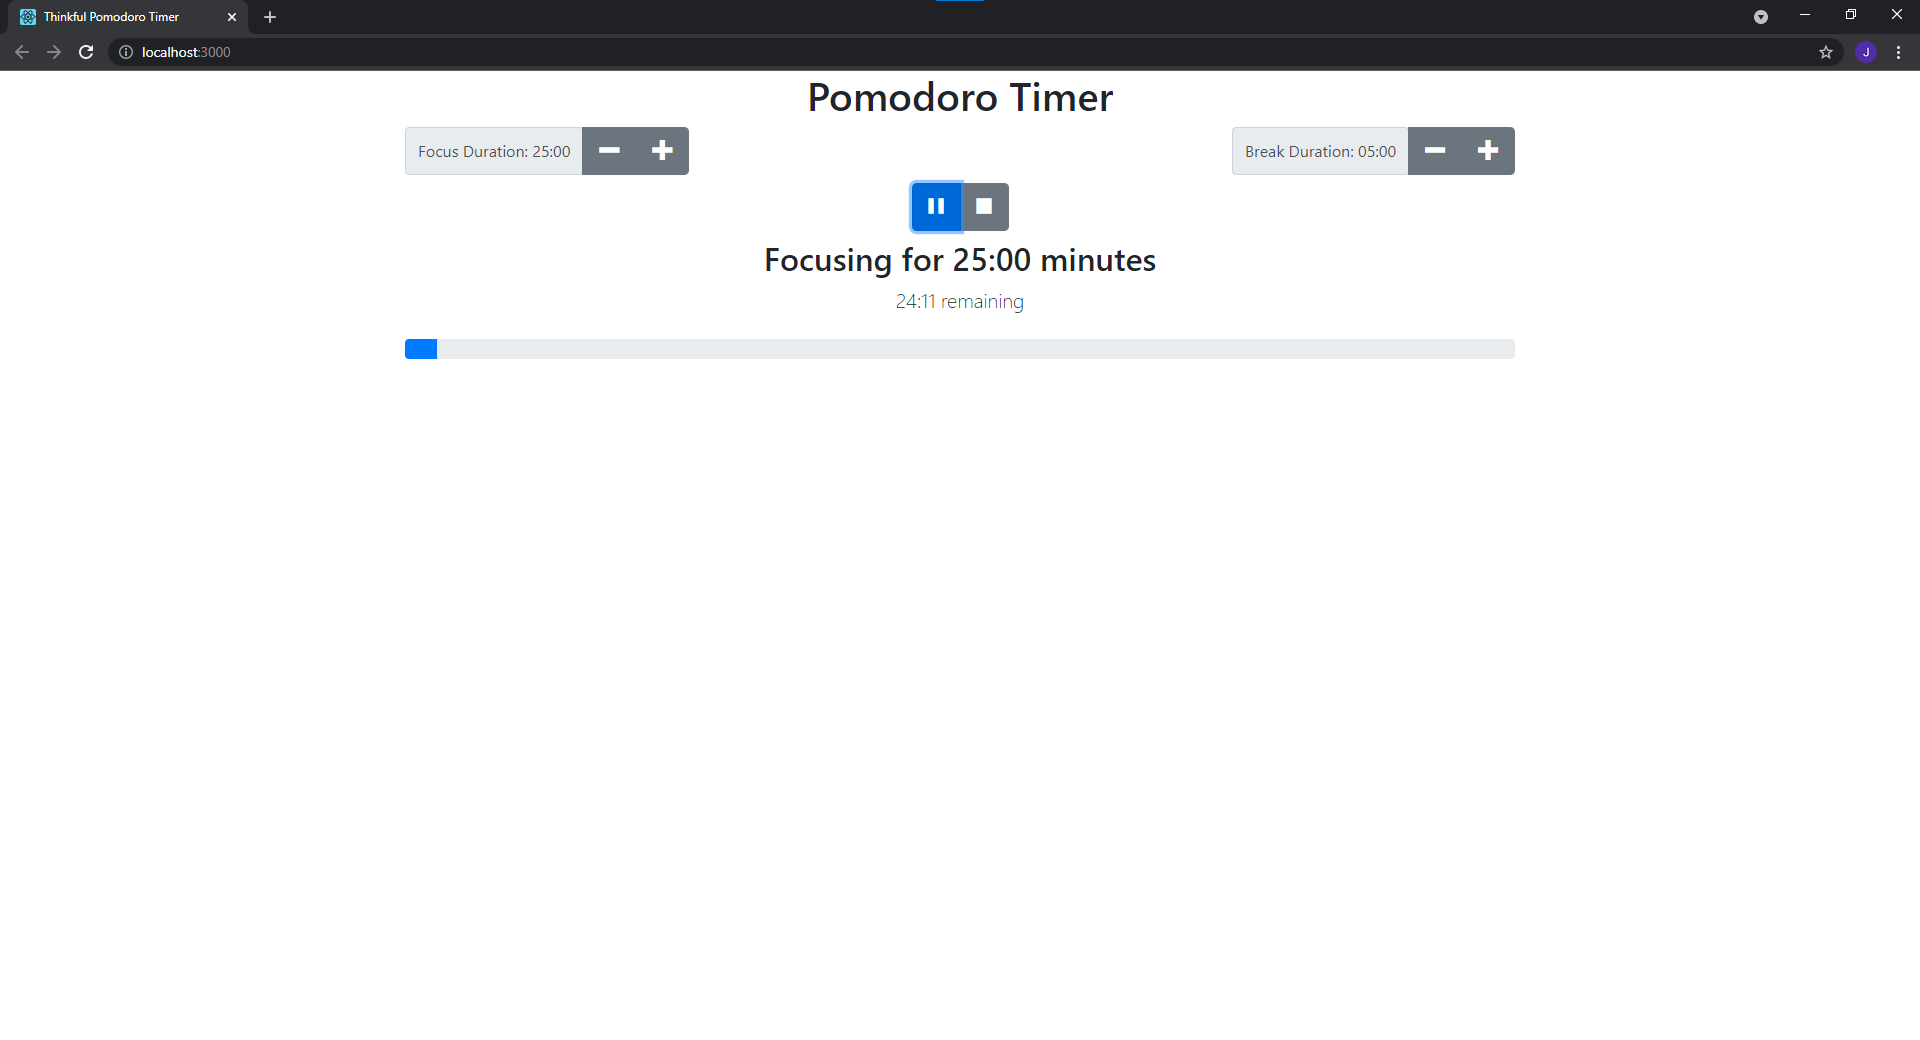 Thinkful Pomodoro Timer
localhost:3000
J
Pomodoro Timer
Focus Duration: 25:00
Break Duration: 05:00
Focusing for 25:00 minutes
24:11 remaining